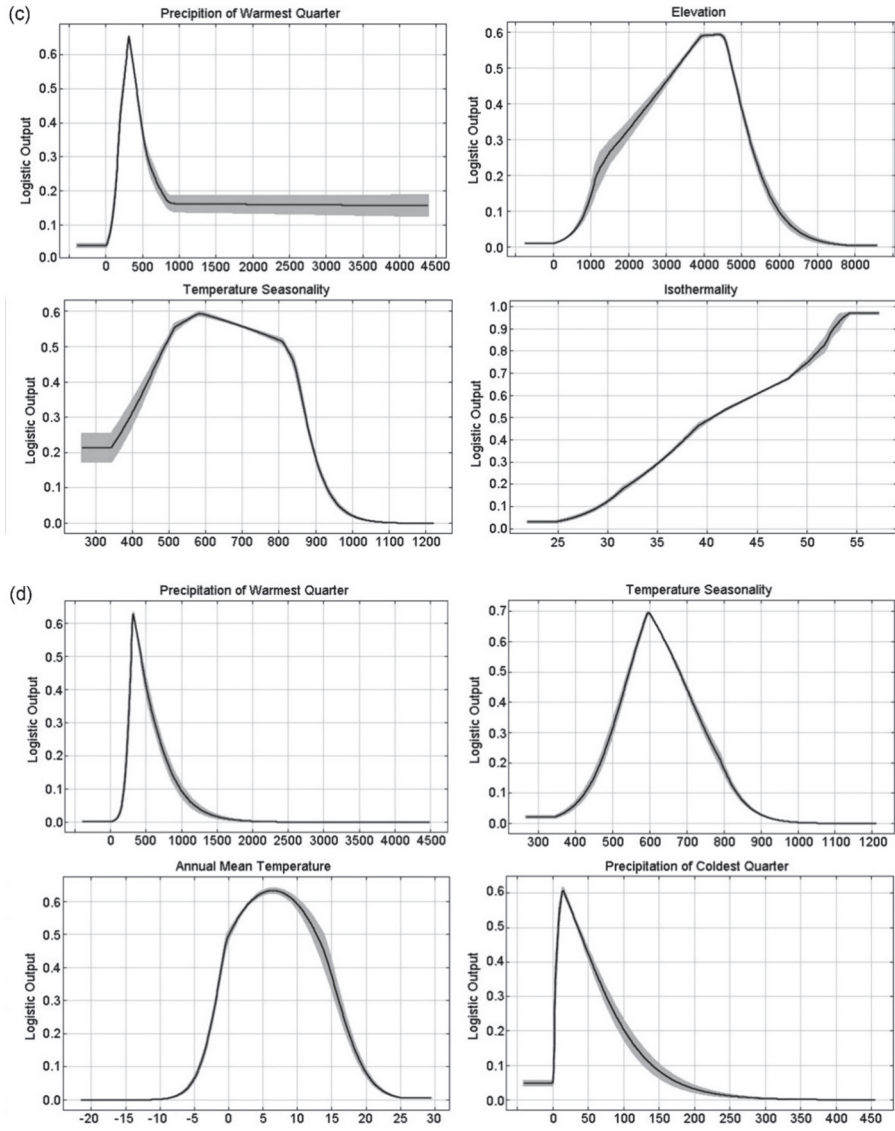 (c)
Precipition of Warmest Quarter
Logistic Output
0.6
0.5
0.4
0.3
0.2
0.1
0.0
0 500 1000 1500 2000 2500 3000 3500 4000 4500
Elevation
Logistic Output
0.6
0.5
0.4
0.3
0.2
0.1
0.0
0 1000 2000 3000 4000 5000 6000 7000 8000
Temperature Seasonality
Logistic Output
0.6
0.5
0.4
0.3
0.2
0.1
0.0
300 400 500 600 700 800 900 1000 1100 1200
Isothermality
Logistic Output
1.0
0.9
0.8
0.7
0.6
0.5
0.4
0.3
0.2
0.1
0.0
25 30 35 40 45 50 55
(d)
Precipitation of Warmest Quarter
Logistic Output
0.6
0.5
0.4
0.3
0.2
0.1
0.0
0 500 1000 1500 2000 2500 3000 3500 4000 4500
Temperature Seasonality
Logistic Output
0.7
0.6
0.5
0.4
0.3
0.2
0.1
0.0
300 400 500 600 700 800 900 1000 1100 1200
Annual Mean Temperature
Logistic Output
0.6
0.5
0.4
0.3
0.2
0.1
0.0
-20 -15 -10 -5 0 5 10 15 20 25 30
Precipitation of Coldest Quarter
Logistic Output
0.6
0.5
0.4
0.3
0.2
0.1
0.0
0 50 100 150 200 250 300 350 400 450